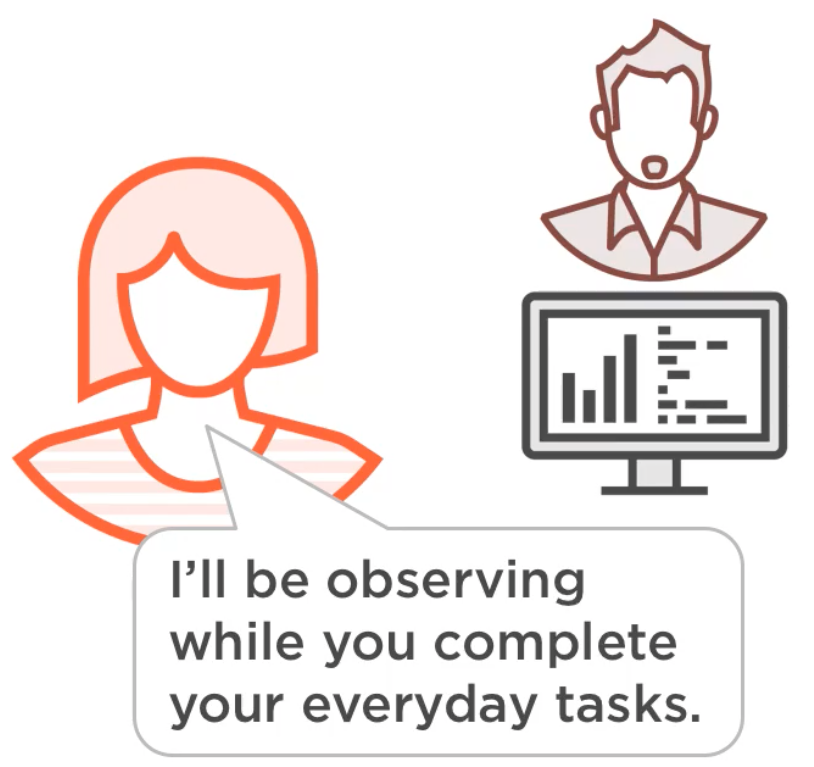 I’ll be observing
while you complete
your everyday tasks.